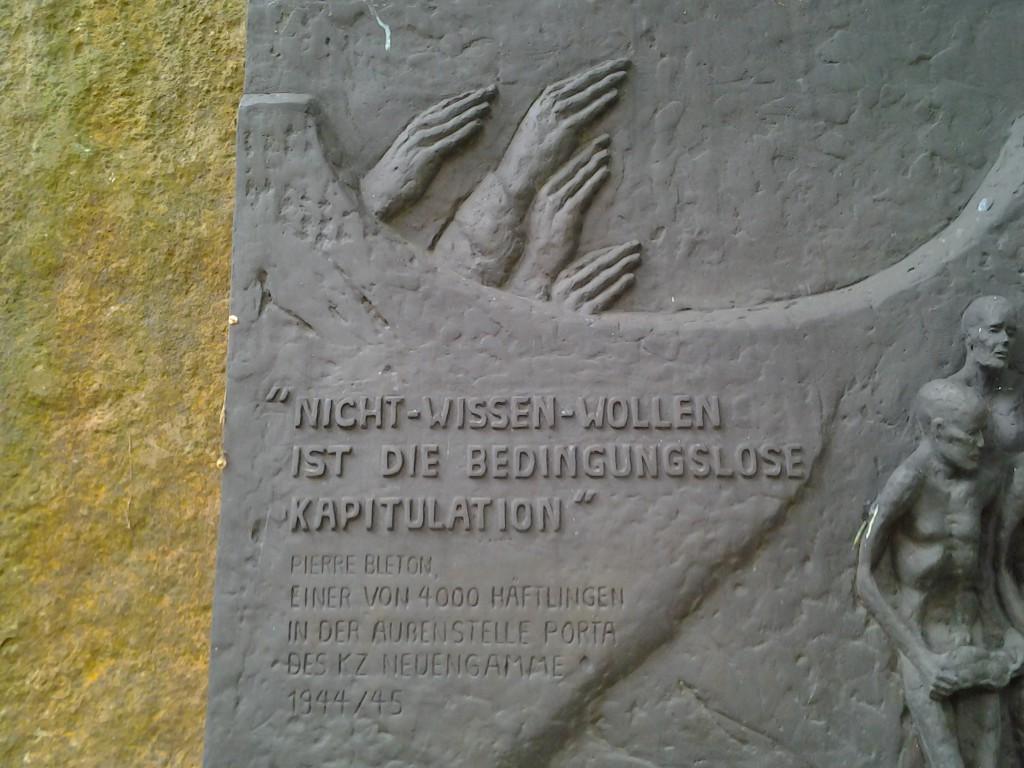 "NICHT-WISSEN-WOLLEN
IST DIE BEDINGUNGSLOSE
KAPITULATION"
PIERRE BLETON,
EINER VON 4000 HÄFTLINGEN
IN DER AUßENSTELLE PORTA
DES KZ NEUENGAMME
1944/45